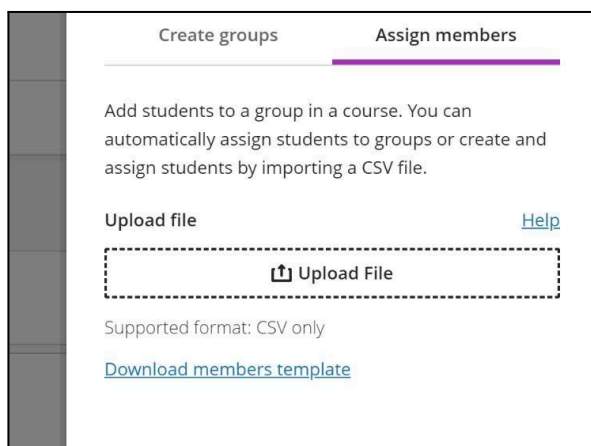 Create groups Assign members
Add students to a group in a course. You can
automatically assign students to groups or create and
assign students by importing a CSV file.
Upload file Help
Upload File
Supported format: CSV only
Download members template